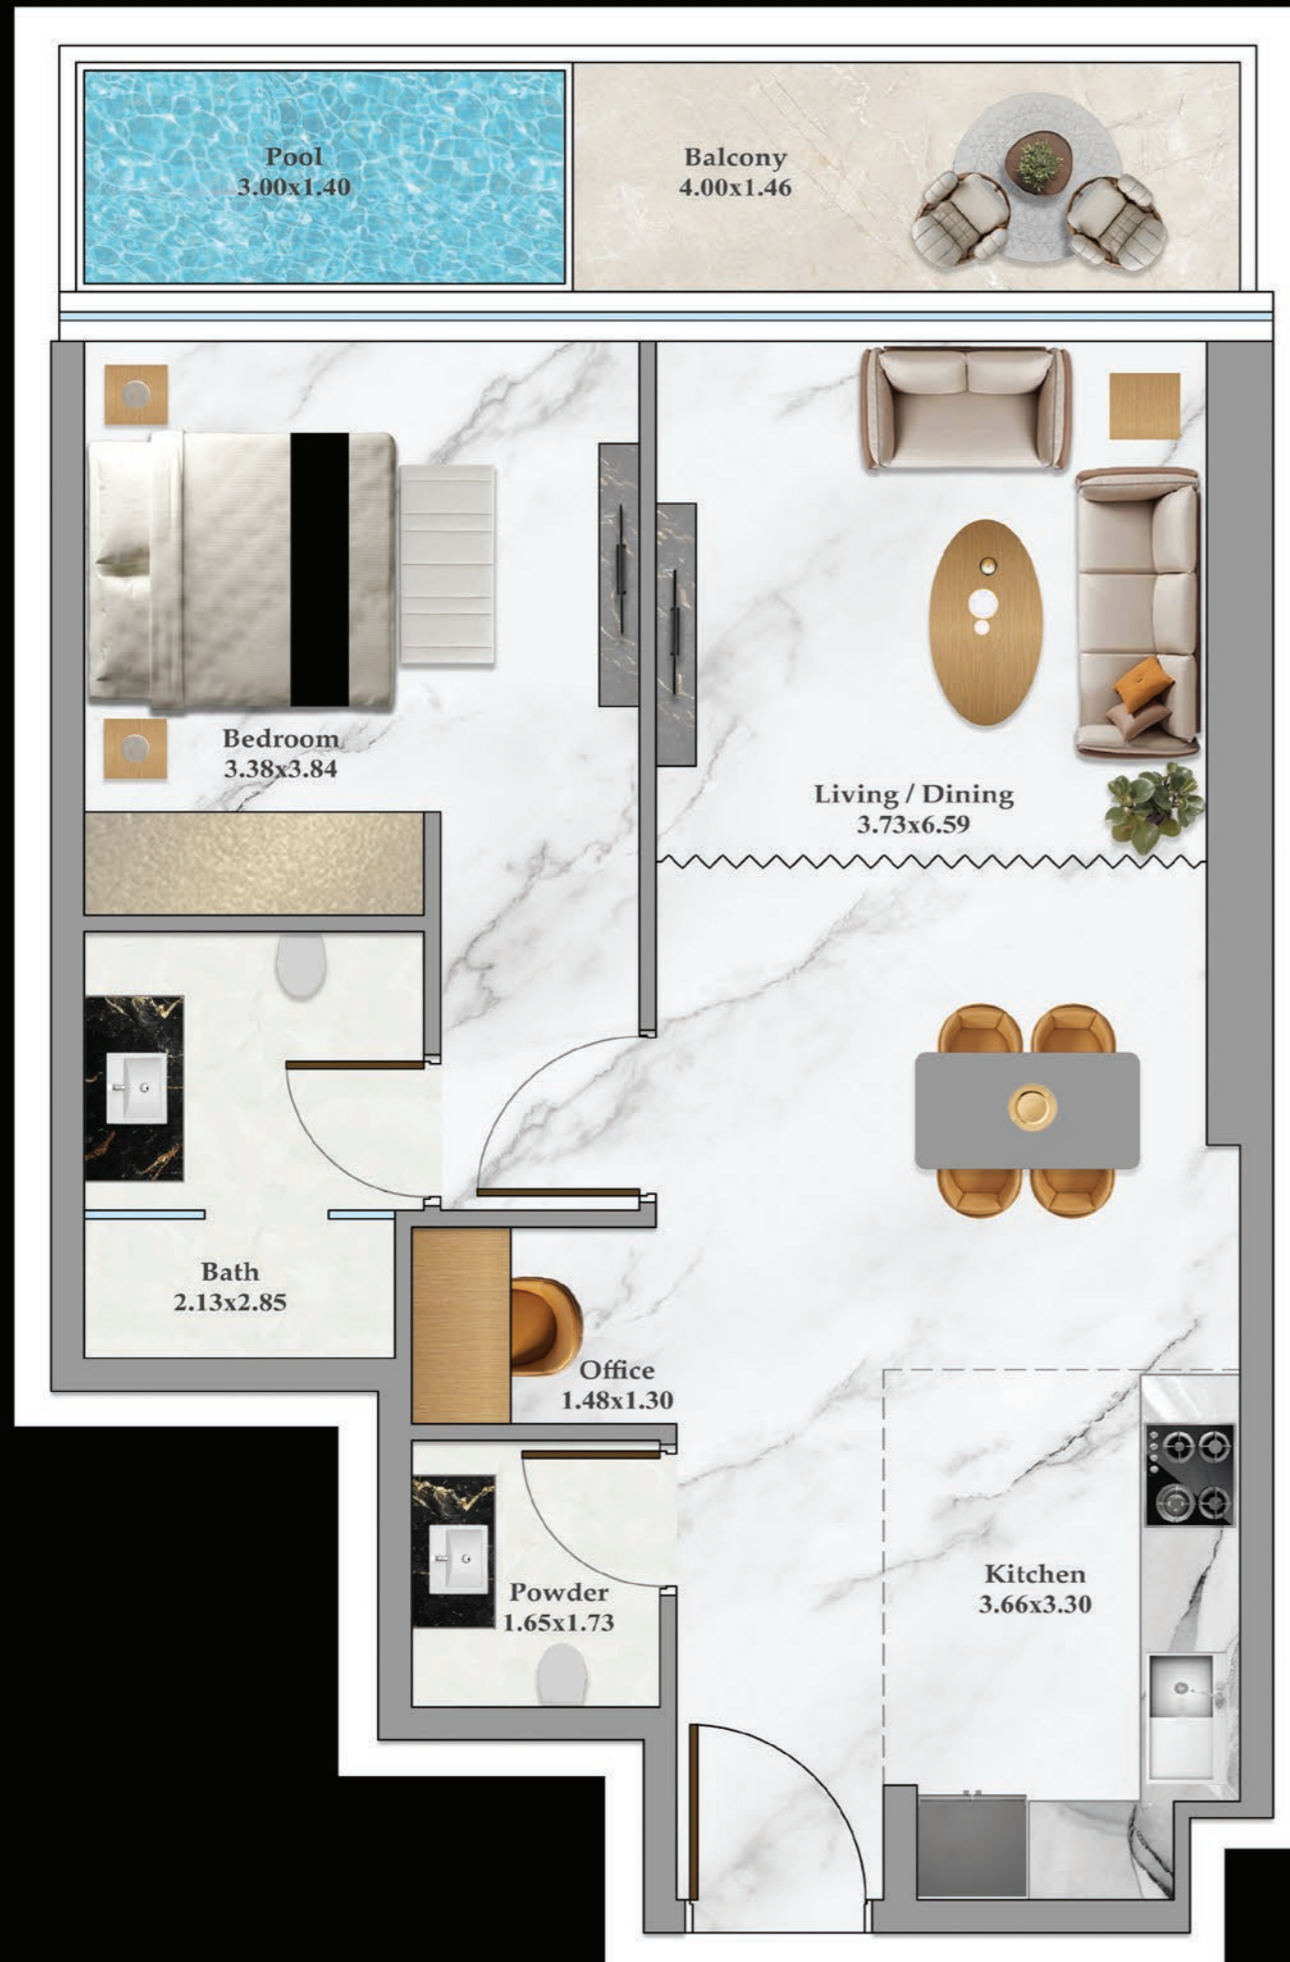 Pool
3.00x1.40
Balcony
4.00x1.46
Bedroom
3.38x3.84
Living / Dining
3.73x6.59
Bath
2.13x2.85
Office
1.48x1.30
Kitchen
3.66x3.30
Powder
1.65x1.73